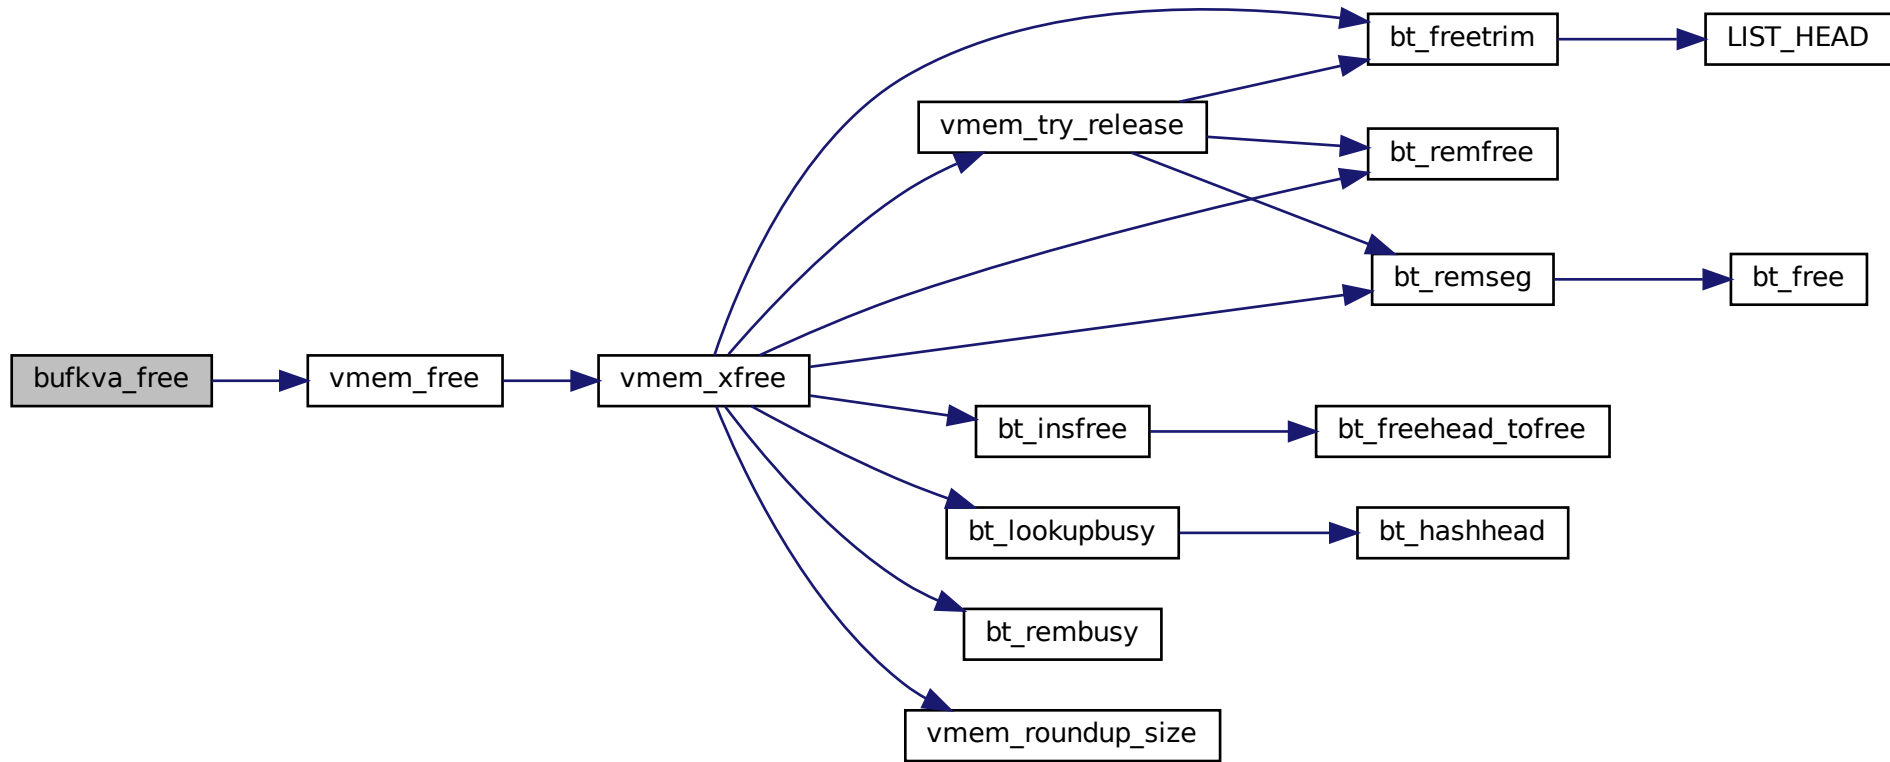 bt_freetrim
LIST_HEAD
vmem_try_release
bt_remfree
bt_remseg
bt_free
bufkva_free
vmem_free
vmem_xfree
bt_insfree
bt_freehead_tofree
bt_lookupbusy
bt_hashhead
bt_rembusy
vmem_roundup_size